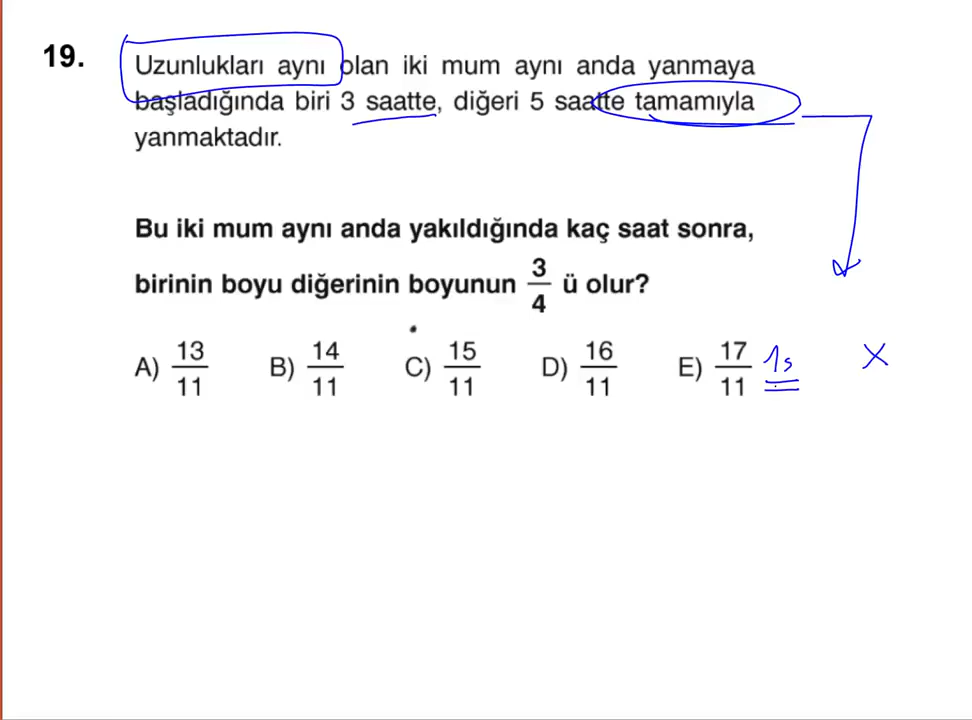 19. Uzunlukları aynı olan iki mum aynı anda yanmaya
başladığında biri 3 saatte, diğeri 5 saatte tamamıyla
yanmaktadır.
Bu iki mum aynı anda yakıldığında kaç saat sonra,
birinin boyu diğerinin boyunun 3/4 ü olur?
A) 13/11 B) 14/11 C) 15/11 D) 16/11 E) 17/11 1s X